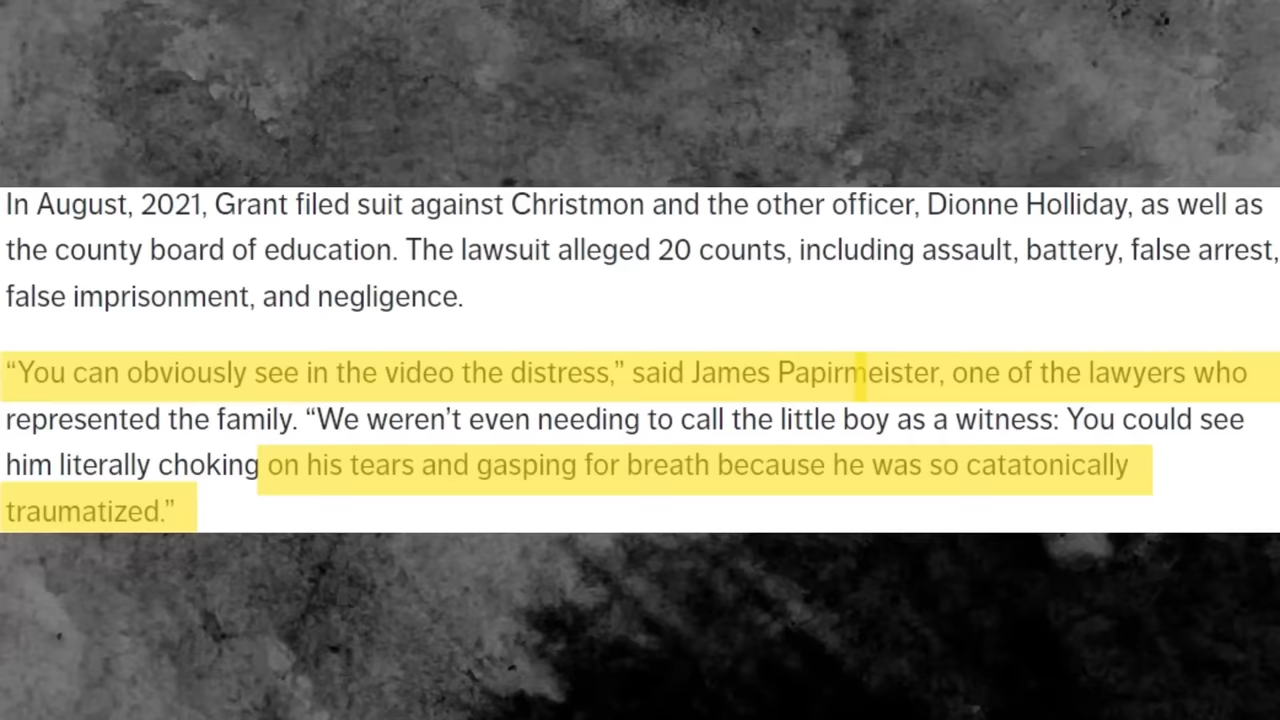 In August, 2021, Grant filed suit against Christmon and the other officer, Dionne Holliday, as well as
the county board of education. The lawsuit alleged 20 counts, including assault, battery, false arrest,
false imprisonment, and negligence.
“You can obviously see in the video the distress,” said James Papirmeister, one of the lawyers who
represented the family. “We weren’t even needing to call the little boy as a witness: You could see
him literally choking on his tears and gasping for breath because he was so catatonically
traumatized.”